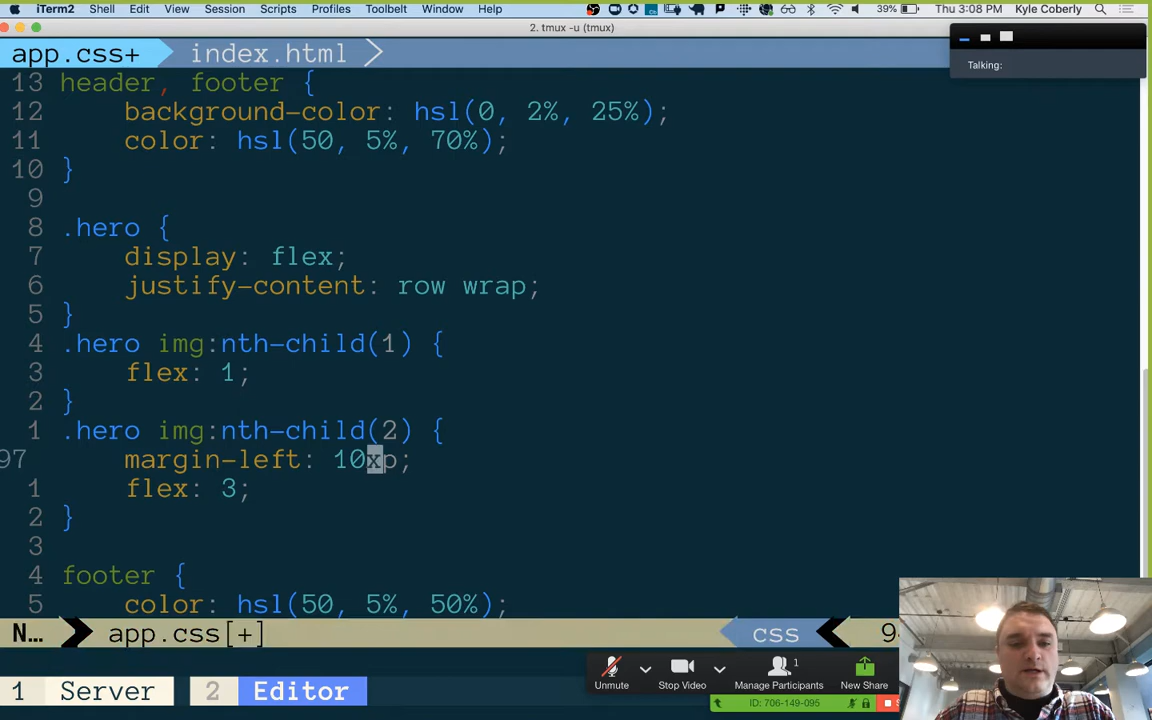 iTerm2 Shell Edit View Session Scripts Profiles Toolbelt Window Help 39% Thu 3:08 PM Kyle Coberly
2. tmux -u (tmux)
app.css+ index.html
Talking:
13 header, footer {
12 background-color: hsl(0, 2%, 25%);
11 color: hsl(50, 5%, 70%);
10 }
9
8 .hero {
7 display: flex;
6 justify-content: row wrap;
5 }
4 .hero img:nth-child(1) {
3 flex: 1;
2 }
1 .hero img:nth-child(2) {
97 margin-left: 10xp;
1 flex: 3;
2 }
3
4 footer {
5 color: hsl(50, 5%, 50%);
N... app.css[+] css
1 Server 2 Editor
Unmute Stop Video 1 Manage Participants New Share
ID: 706-149-095